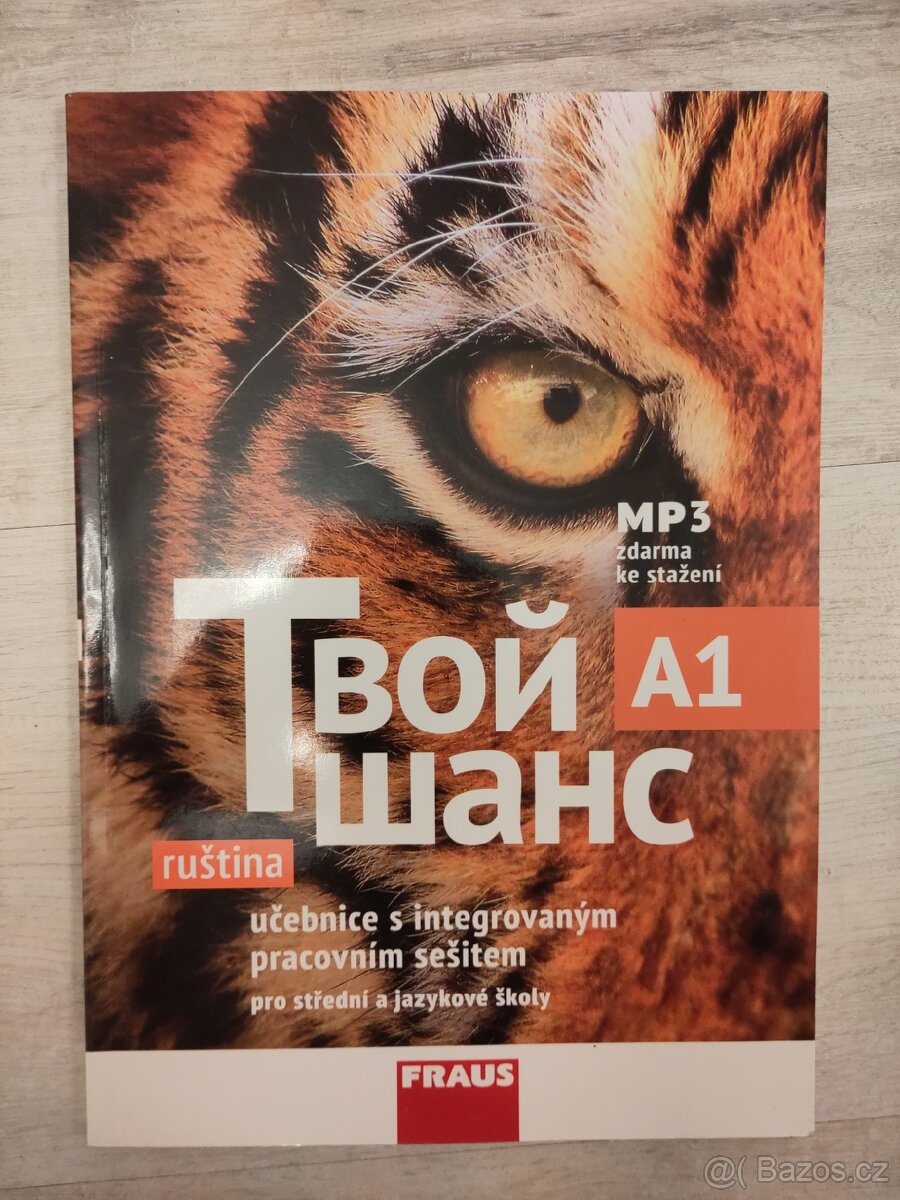 MP3
zdarma
ke stažení
Твой
A1
шанс
ruština
učebnice s integrovaným
pracovním sešitem
pro střední a jazykové školy
FRAUS
@( Bazos.cz